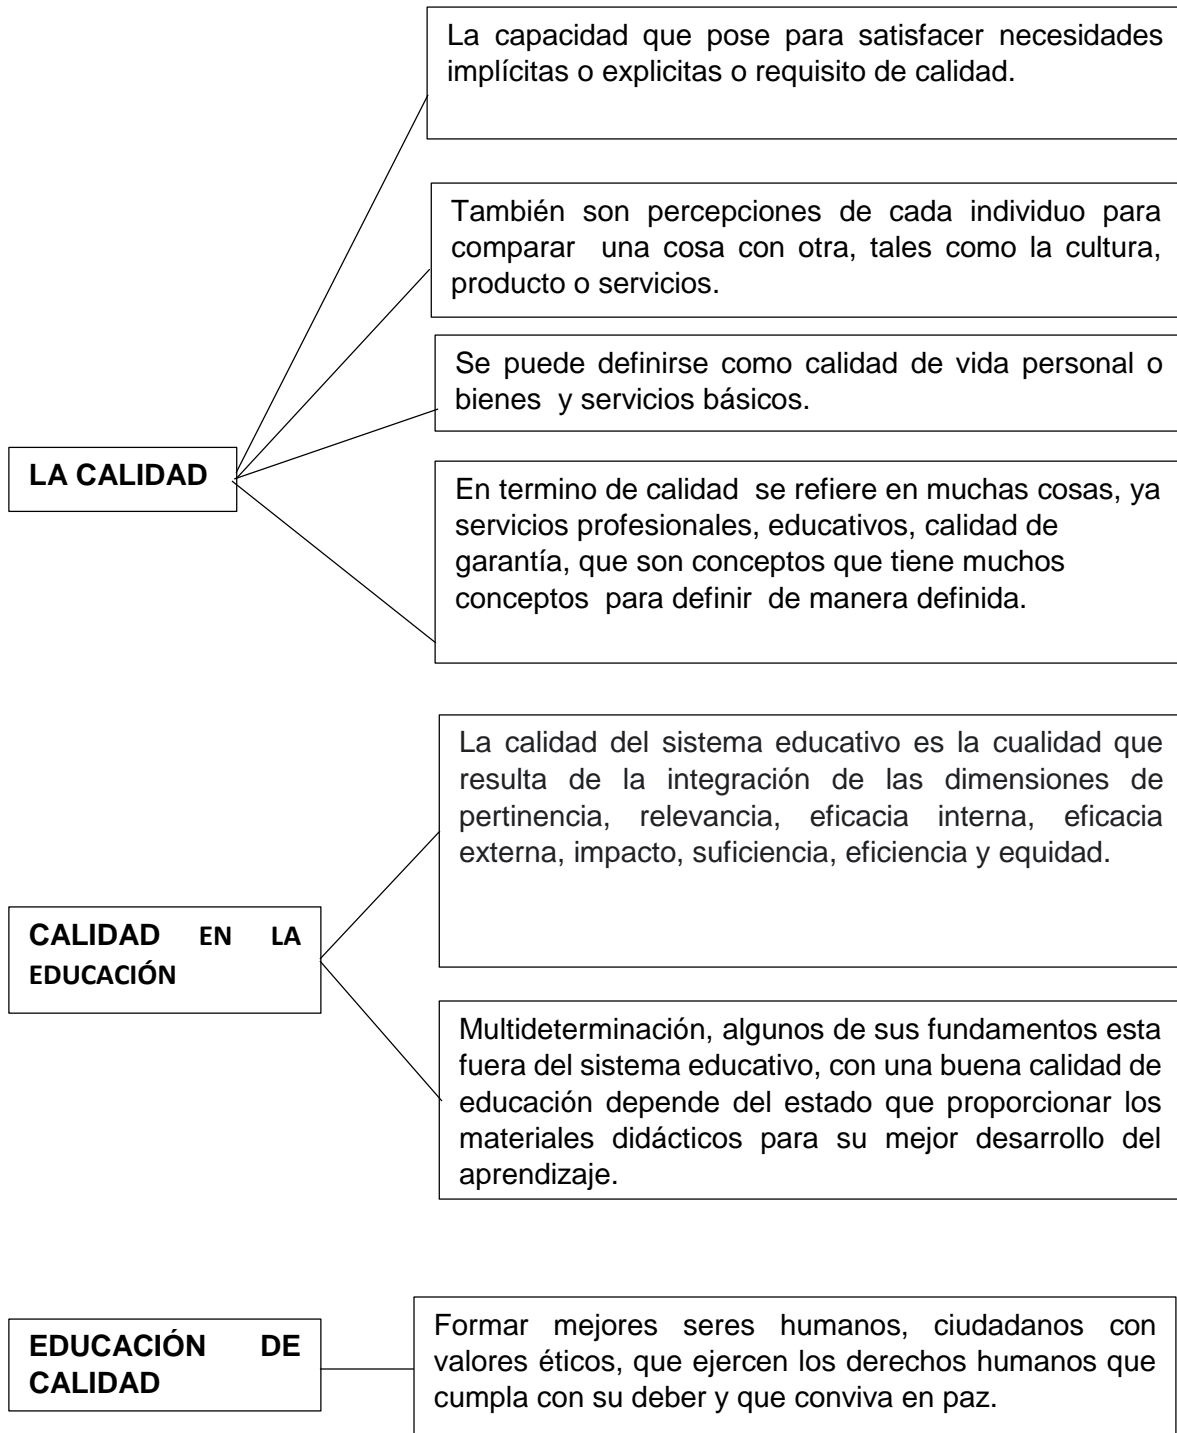 La capacidad que pose para satisfacer necesidades
implícitas o explicitas o requisito de calidad.
También son percepciones de cada individuo para
comparar una cosa con otra, tales como la cultura,
producto o servicios.
Se puede definirse como calidad de vida personal o
bienes y servicios básicos.
LA CALIDAD
En termino de calidad se refiere en muchas cosas, ya
servicios profesionales, educativos, calidad de
garantía, que son conceptos que tiene muchos
conceptos para definir de manera definida.
La calidad del sistema educativo es la cualidad que
resulta de la integración de las dimensiones de
pertinencia, relevancia, eficacia interna, eficacia
externa, impacto, suficiencia, eficiencia y equidad.
CALIDAD EN LA
EDUCACIÓN
Multideterminación, algunos de sus fundamentos esta
fuera del sistema educativo, con una buena calidad de
educación depende del estado que proporcionar los
materiales didácticos para su mejor desarrollo del
aprendizaje.
EDUCACIÓN DE
CALIDAD
Formar mejores seres humanos, ciudadanos con
valores éticos, que ejercen los derechos humanos que
cumpla con su deber y que conviva en paz.